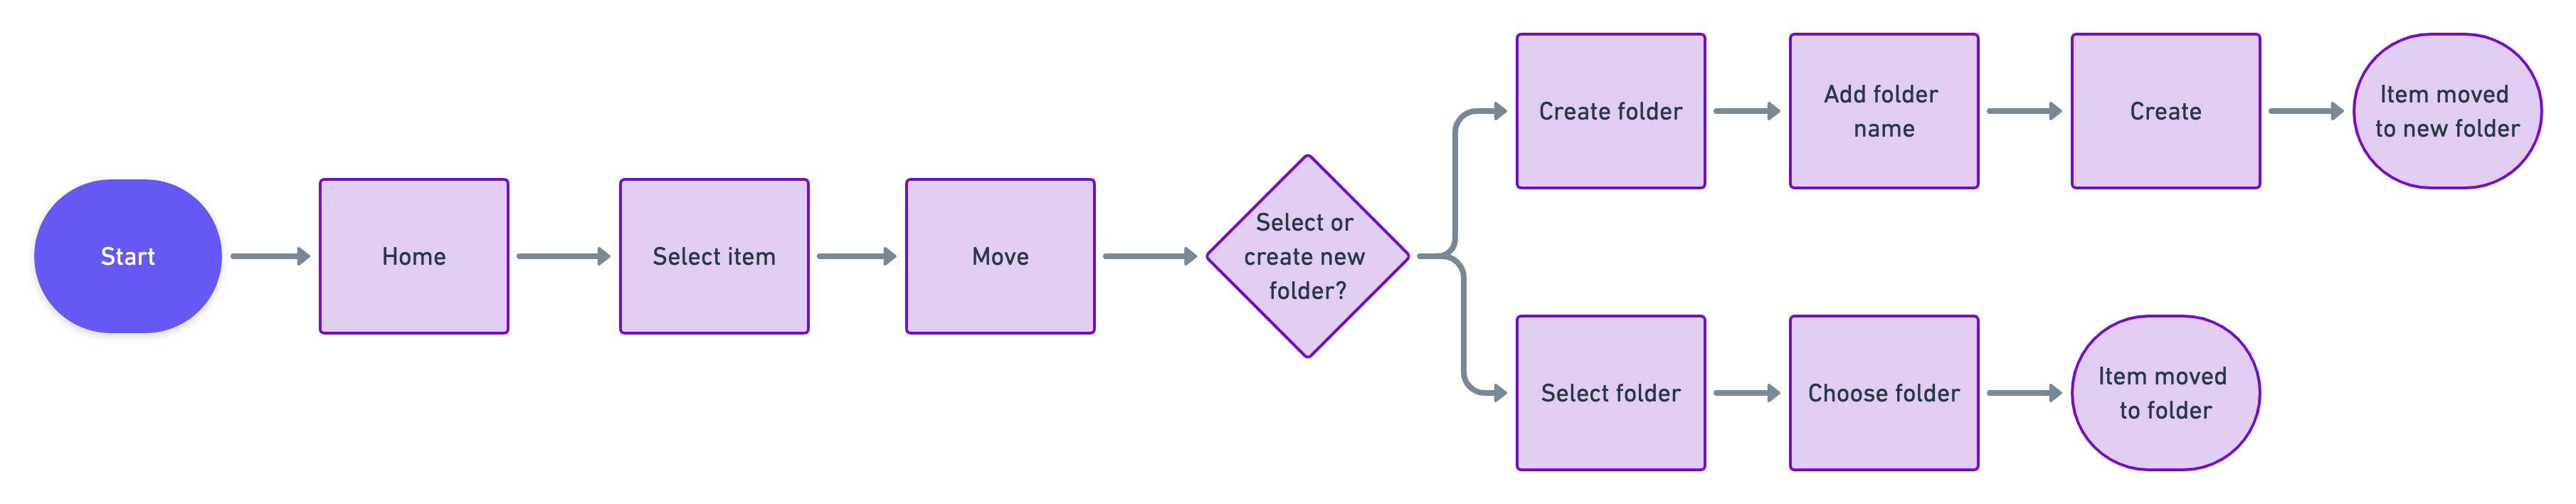 Start
Home
Select item
Move
Select or
create new
folder?
Create folder
Add folder
name
Create
Item moved
to new folder
Select folder
Choose folder
Item moved
to folder